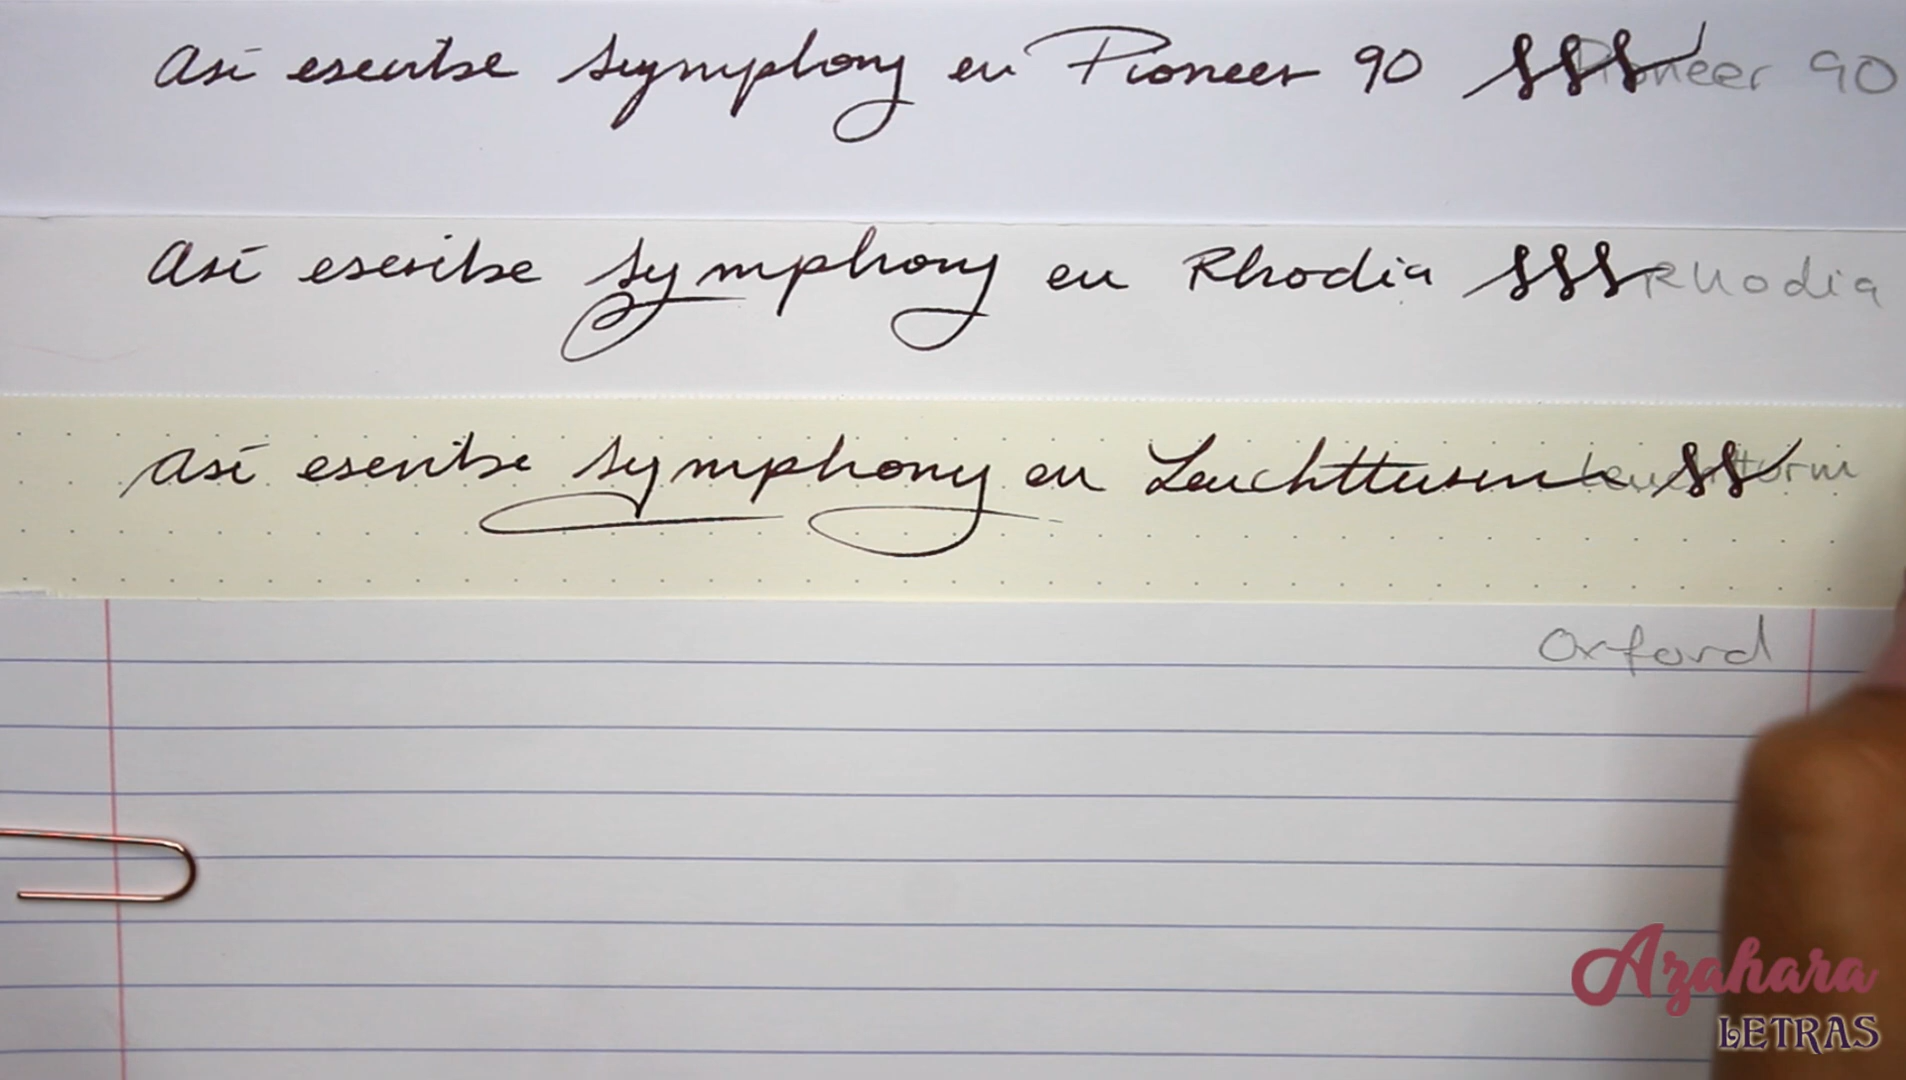 Así escribe Symphony en Pioneer 90 SSS Pioneer 90
Así escribe Symphony en Rhodia SSS Rhodia
Así escribe Symphony en Leuchtturm SS Leuchtturm
Oxford
Azahara
LETRAS